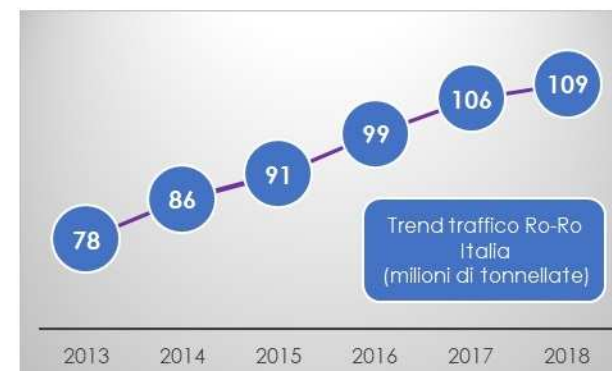 109
106
99
91
86
78
Trend traffico Ro-Ro
Italia
(milioni di tonnellate)
2013 2014 2015 2016 2017 2018